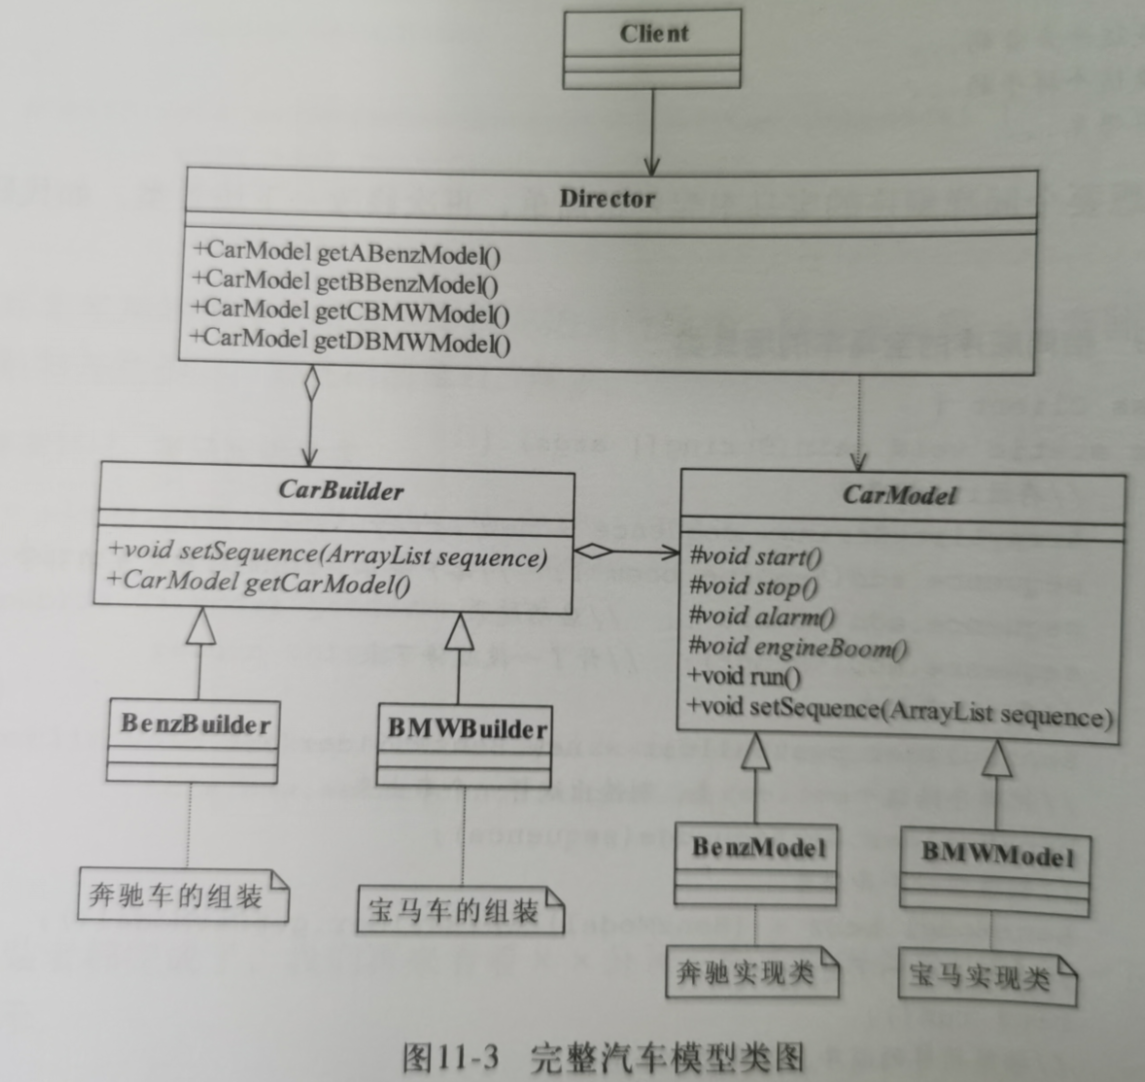 Client
Director
+CarModel getABenzModel()
+CarModel getBBenzModel()
+CarModel getCBMWModel()
+CarModel getDBMWModel()
CarBuilder
+void setSequence(ArrayList sequence)
+CarModel getCarModel()
CarModel
#void start()
#void stop()
#void alarm()
#void engineBoom()
+void run()
+void setSequence(ArrayList sequence)
BenzBuilder
BMWBuilder
BenzModel
BMWModel
奔驰车的组装
宝马车的组装
奔驰实现类
宝马实现类
图11-3 完整汽车模型类图